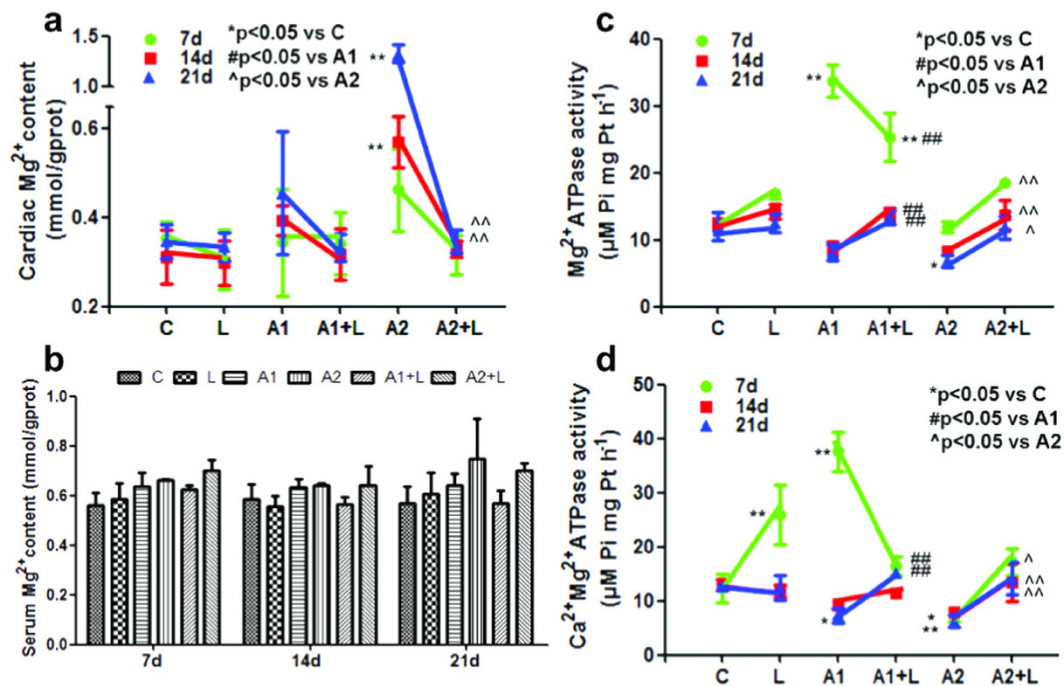 a
7d
14d
21d
*p<0.05 vs C
#p<0.05 vs A1
^p<0.05 vs A2
Cardiac Mg²⁺ content
(mmol/gprot)
1.5
1.0
0.6
0.4
0.2
**
**
^^
^^
C L A1 A1+L A2 A2+L
b
C L A1 A2 A1+L A2+L
Serum Mg²⁺ content (mmol/gprot)
1.0
0.8
0.6
0.4
0.2
0.0
7d 14d 21d
c
7d
14d
21d
*p<0.05 vs C
#p<0.05 vs A1
^p<0.05 vs A2
Mg²⁺ATPase activity
(µM Pi mg Pt h⁻¹)
40
30
20
10
0
**
** ##
##
##
*
^^
^^
^
C L A1 A1+L A2 A2+L
d
7d
14d
21d
*p<0.05 vs C
#p<0.05 vs A1
^p<0.05 vs A2
Ca²⁺Mg²⁺ATPase activity
(µM Pi mg Pt h⁻¹)
50
40
30
20
10
0
**
**
##
##
*
*
**
^
^^
^^
C L A1 A1+L A2 A2+L